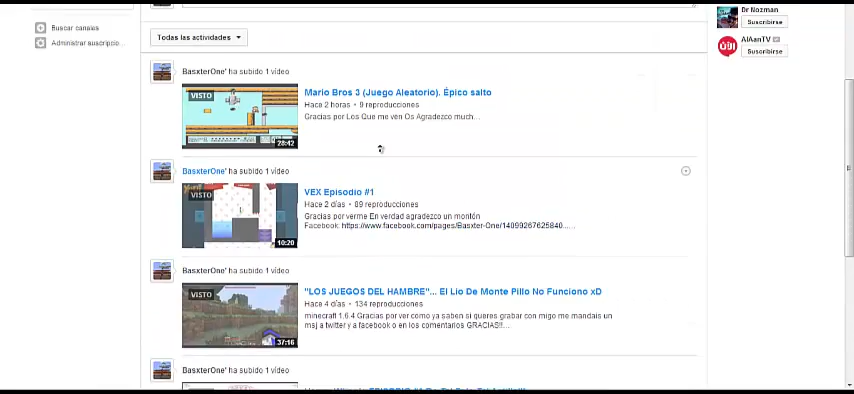 Buscar canales
Administrar suscripcio...
Todas las actividades
BasxterOne' ha subido 1 vídeo
VISTO
28:42
Mario Bros 3 (Juego Aleatorio). Épico salto
Hace 2 horas • 9 reproducciones
Gracias por Los Que me ven Os Agradezco much...
BasxterOne' ha subido 1 vídeo
VISTO
10:20
VEX Episodio #1
Hace 2 días • 89 reproducciones
Gracias por verme En verdad agradezco un montón
Facebook: https://www.facebook.com/pages/Basxter-One/14099267625840...
BasxterOne' ha subido 1 vídeo
VISTO
37:16
"LOS JUEGOS DEL HAMBRE"... El Lio De Monte Pillo No Funciono xD
Hace 4 días • 134 reproducciones
minecraft 1.6.4 Gracias por ver como ya saben si queres grabar con migo me mandais un
msj a twitter y a facebook o en los comentarios GRACIAS!!...
BasxterOne' ha subido 1 vídeo
Dr Nozman
Suscribirse
AlAanTV
Suscribirse